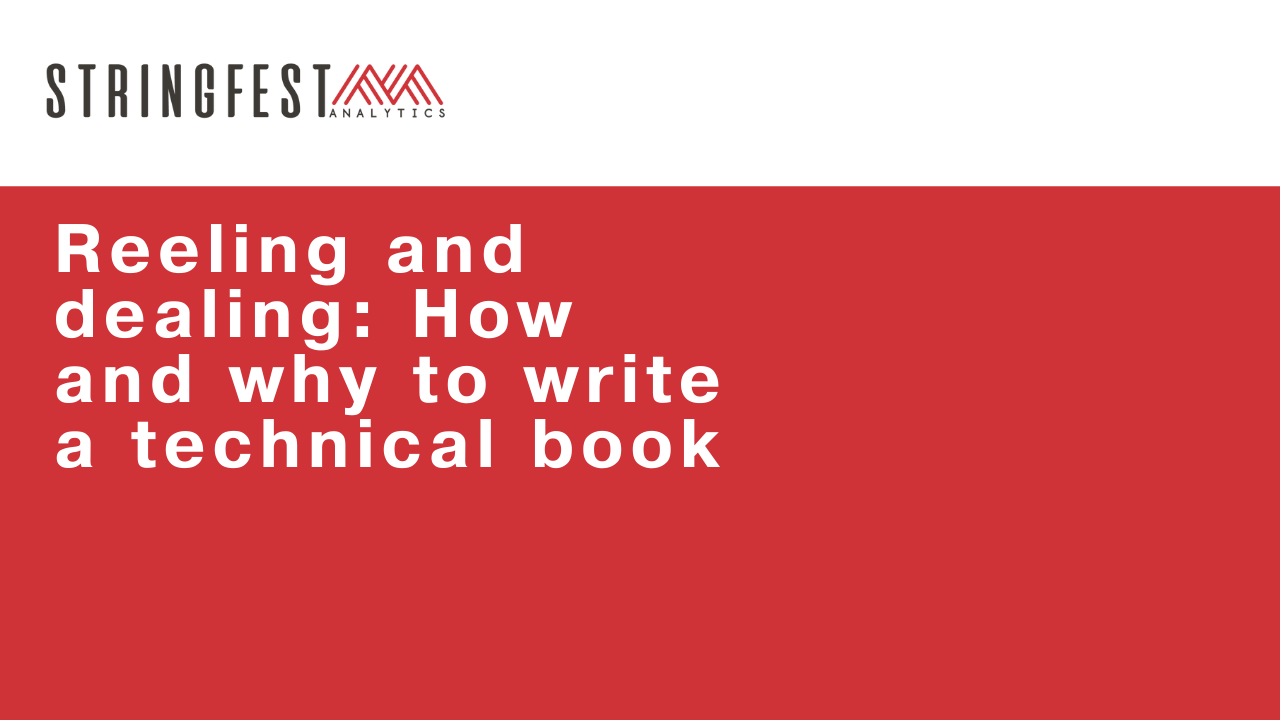 STRINGFEST
ANALYTICS
Reeling and
dealing: How
and why to write
a technical book